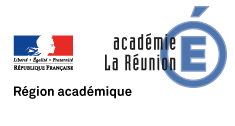 académie
La Réunion
É
Liberté • Égalité • Fraternité
RÉPUBLIQUE FRANÇAISE
Région académique